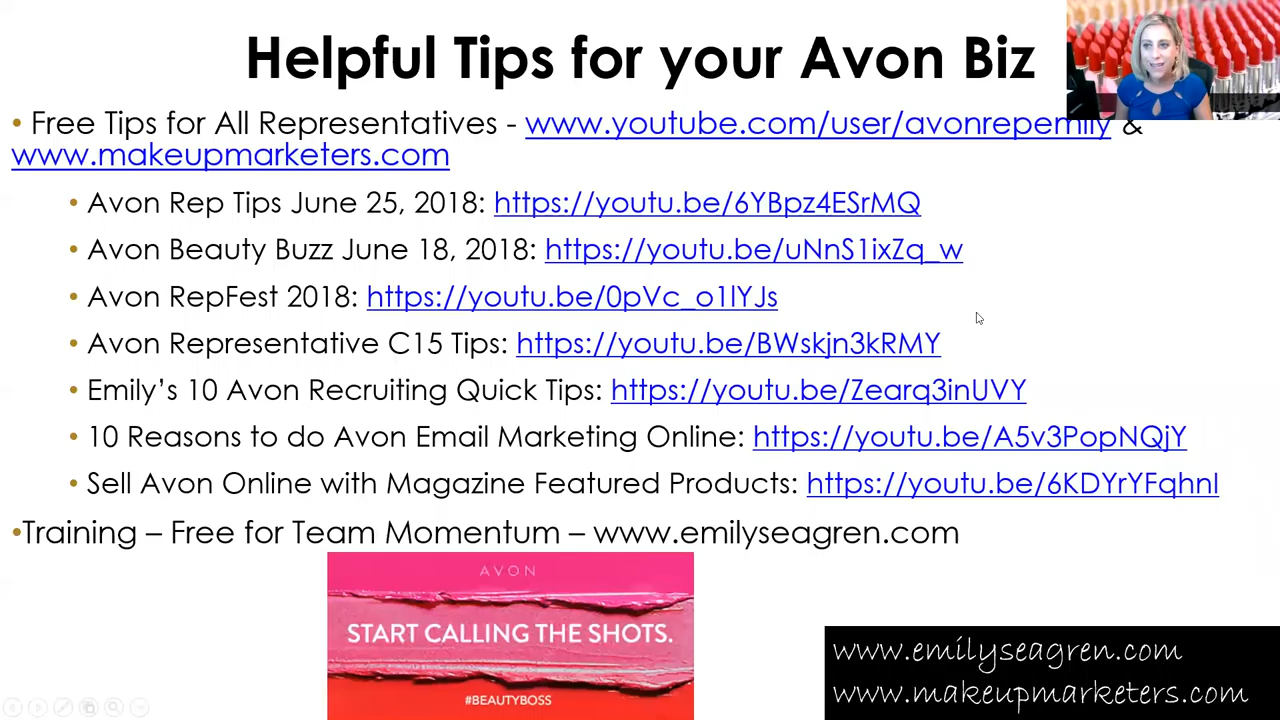 Helpful Tips for your Avon Biz
• Free Tips for All Representatives - www.youtube.com/user/avonrepemily &
www.makeupmarketers.com
• Avon Rep Tips June 25, 2018: https://youtu.be/6YBpz4ESrMQ
• Avon Beauty Buzz June 18, 2018: https://youtu.be/uNnS1ixZq_w
• Avon RepFest 2018: https://youtu.be/0pVc_o1lYJs
• Avon Representative C15 Tips: https://youtu.be/BWskjn3kRMY
• Emily’s 10 Avon Recruiting Quick Tips: https://youtu.be/Zearq3inUVY
• 10 Reasons to do Avon Email Marketing Online: https://youtu.be/A5v3PopNQjY
• Sell Avon Online with Magazine Featured Products: https://youtu.be/6KDYrYFqhnI
•Training – Free for Team Momentum – www.emilyseagren.com
AVON
START CALLING THE SHOTS.
#BEAUTYBOSS
www.emilyseagren.com
www.makeupmarketers.com